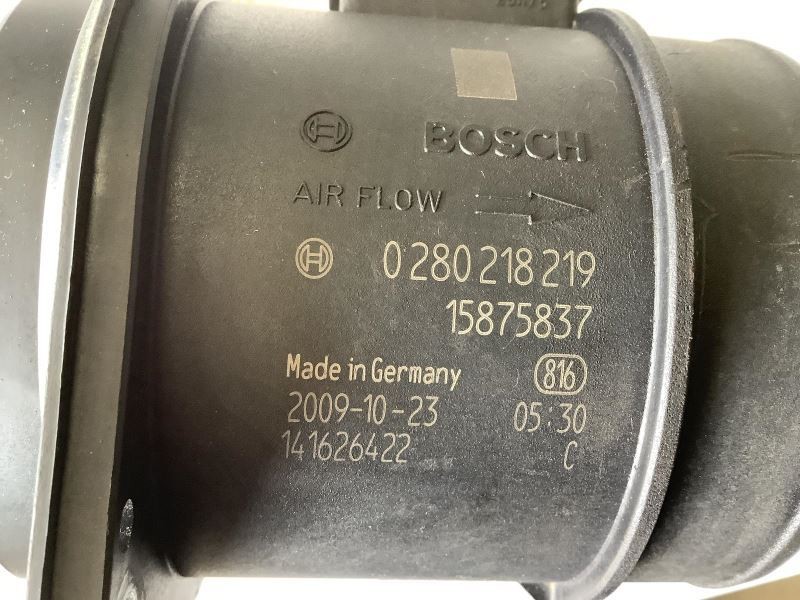 BOSCH
AIR FLOW
0 280 218 219
15875837
Made in Germany 816
2009-10-23 05:30
141626422 C